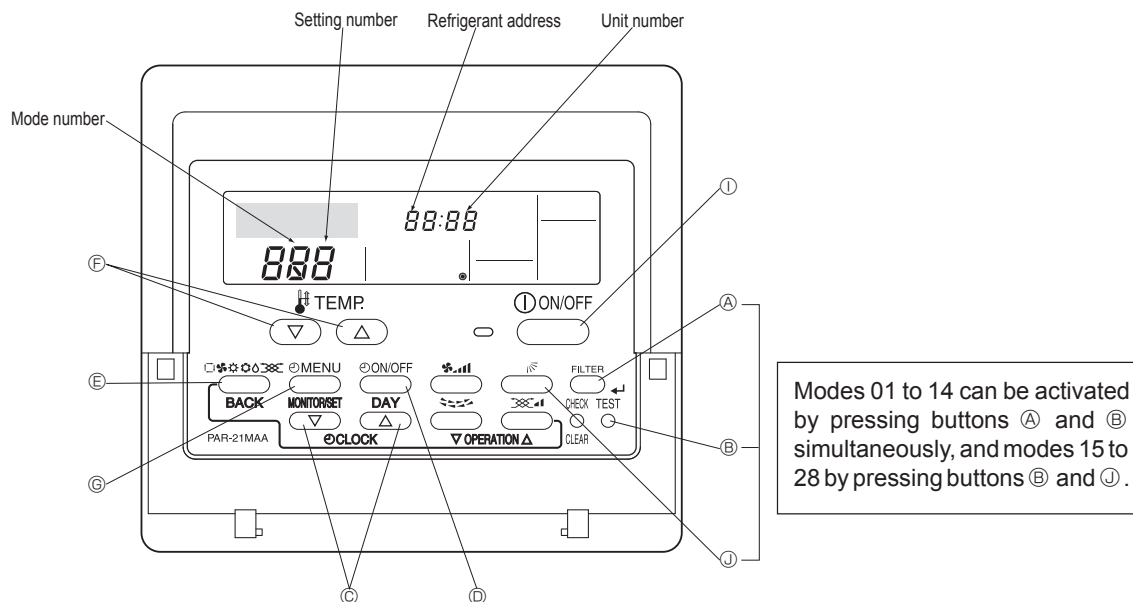 Setting number Refrigerant address Unit number
Mode number
88:88
888
TEMP.
ON/OFF
MENU ON/OFF FILTER
BACK MONITOR/SET DAY CHECK TEST
PAR-21MAA CLOCK ▽ OPERATION △ CLEAR
Ⓕ
Ⓔ
Ⓖ
Ⓒ
Ⓓ
Ⓘ
Ⓐ
Ⓑ
Ⓙ
Modes 01 to 14 can be activated
by pressing buttons Ⓐ and Ⓑ
simultaneously, and modes 15 to
28 by pressing buttons Ⓑ and Ⓙ.